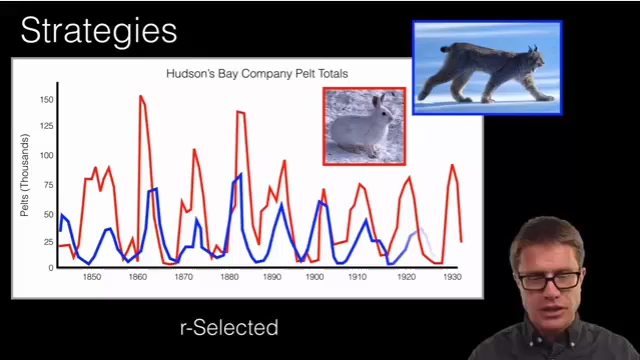 Strategies
Hudson's Bay Company Pelt Totals
Pelts (Thousands)
150
125
100
75
50
25
0
1850 1860 1870 1880 1890 1900 1910 1920 1930
r-Selected